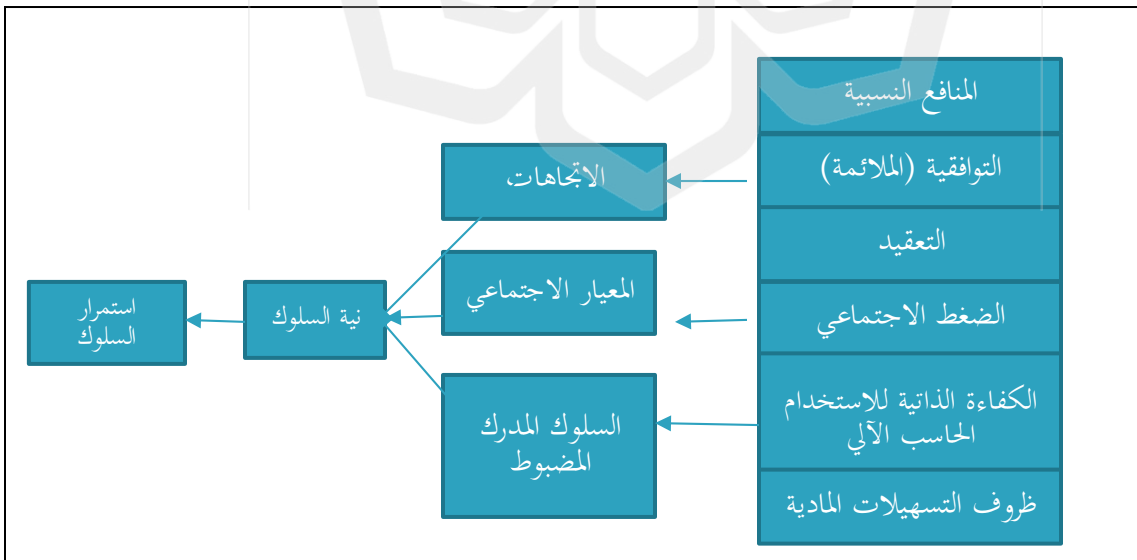 المنافع النسبية
التوافقية (الملائمة)
التعقيد
الضغط الاجتماعي
الكفاءة الذاتية للاستخدام
الحاسب الآلي
ظروف التسهيلات المادية
الاتجاهات
المعيار الاجتماعي
السلوك المدرك
المضبوط
نية السلوك
استمرار
السلوك